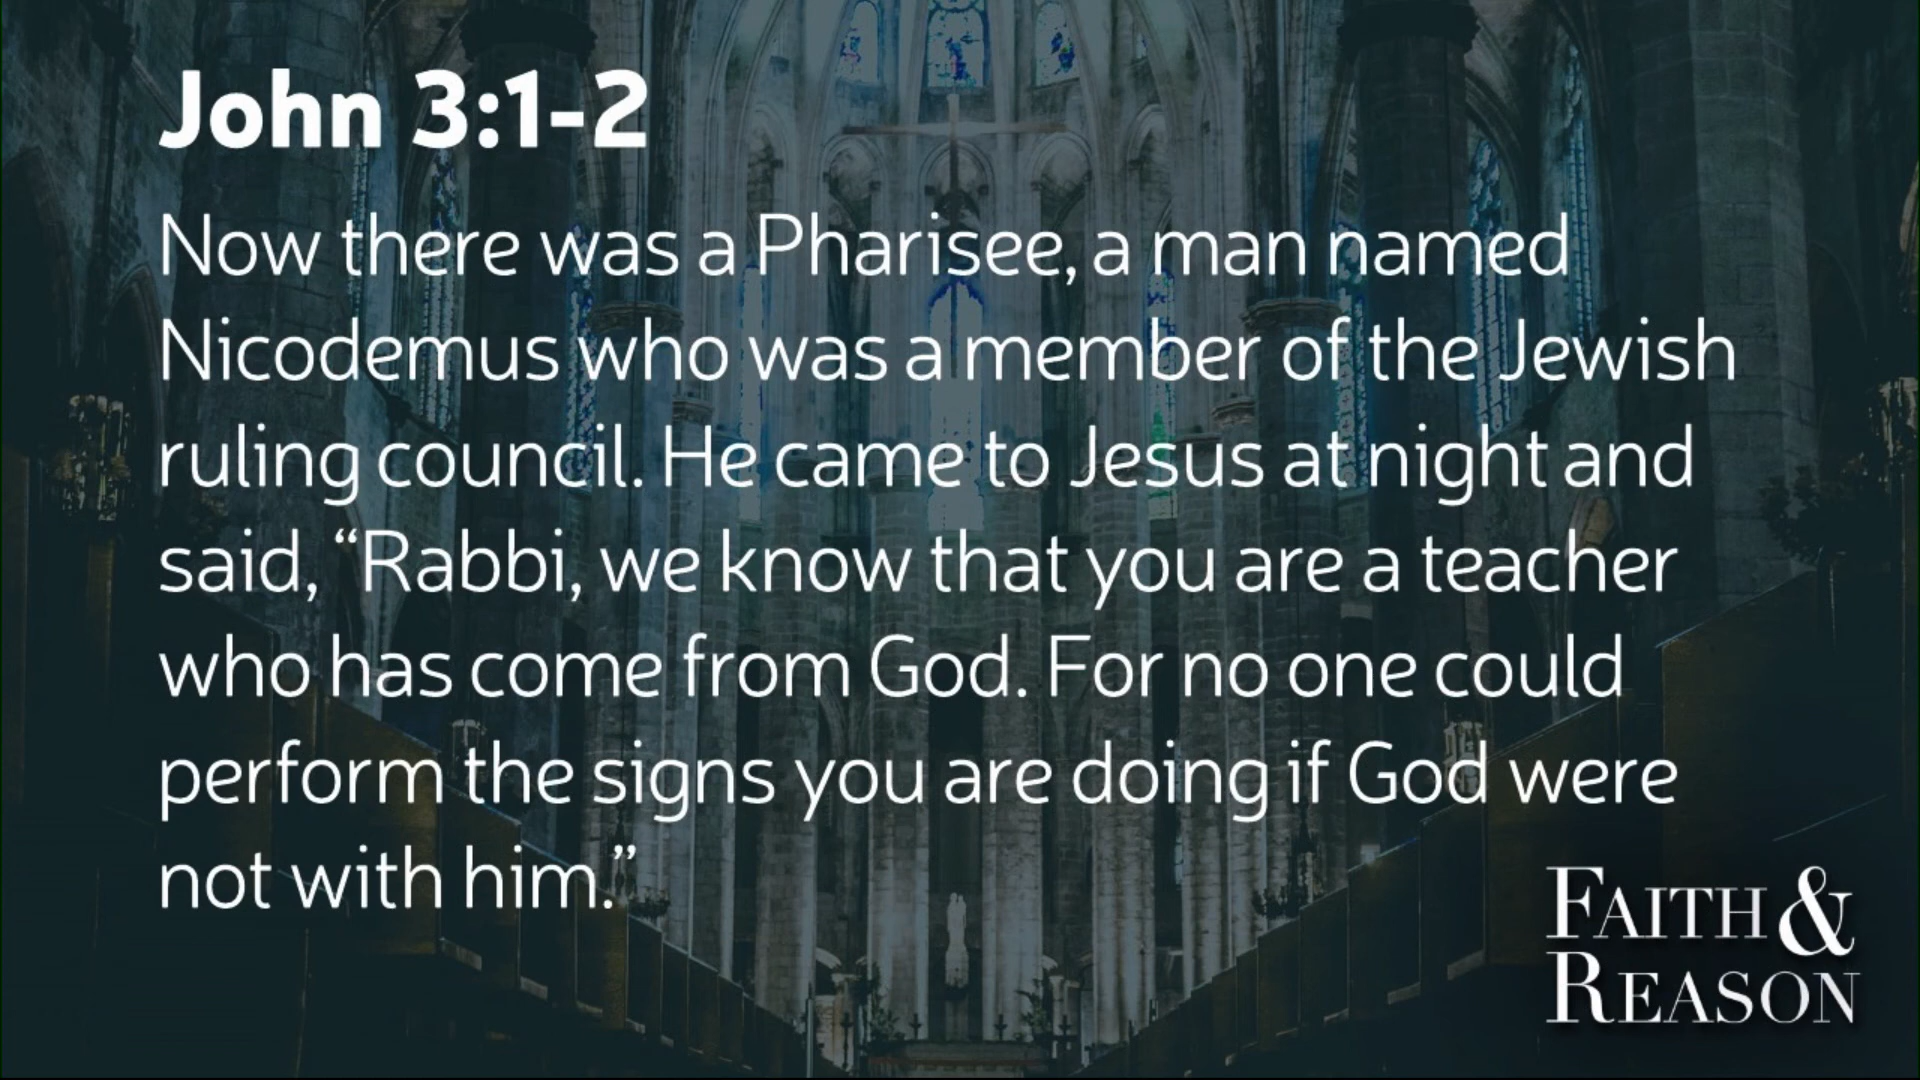 John 3:1-2
Now there was a Pharisee, a man named
Nicodemus who was a member of the Jewish
ruling council. He came to Jesus at night and
said, “Rabbi, we know that you are a teacher
who has come from God. For no one could
perform the signs you are doing if God were
not with him.”
FAITH &
REASON